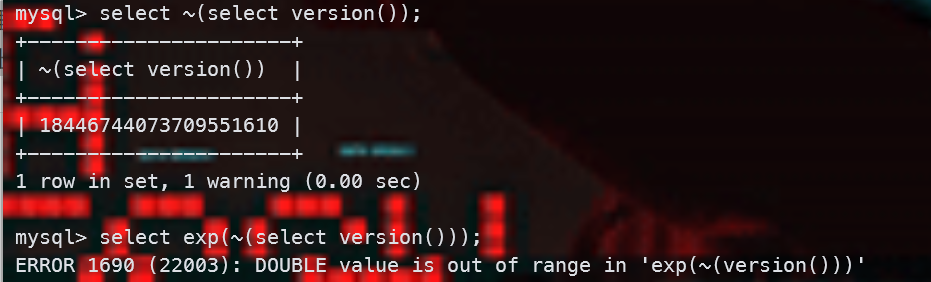 mysql> select ~(select version());
+----------------------+
| ~(select version())  |
+----------------------+
| 18446744073709551610 |
+----------------------+
1 row in set, 1 warning (0.00 sec)
mysql> select exp(~(select version()));
ERROR 1690 (22003): DOUBLE value is out of range in 'exp(~(version()))'